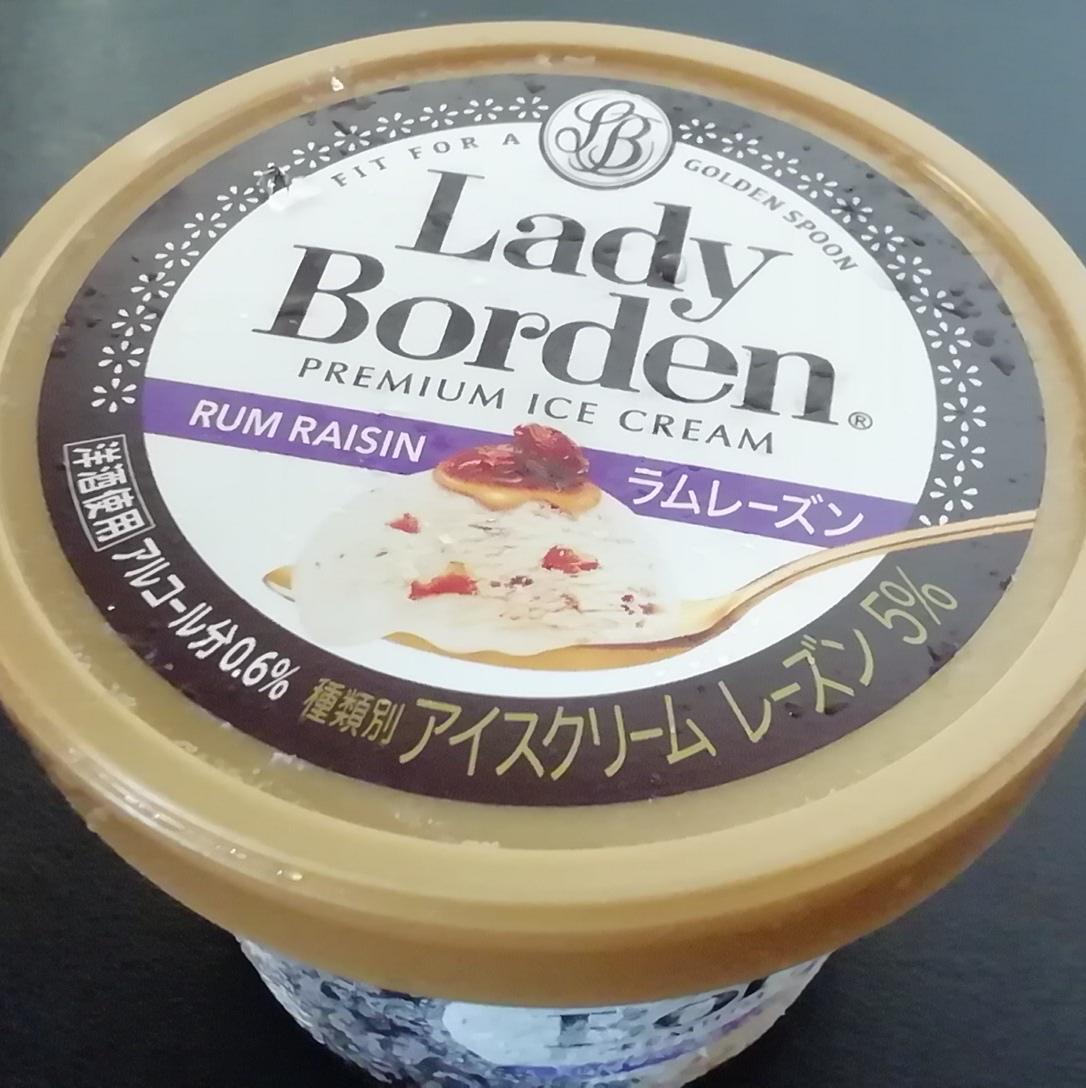 LB
FIT FOR A GOLDEN SPOON
Lady
Borden®
PREMIUM ICE CREAM
RUM RAISIN ラムレーズン
洋酒使用 アルコール分0.6%
種類別 アイスクリーム レーズン 5%